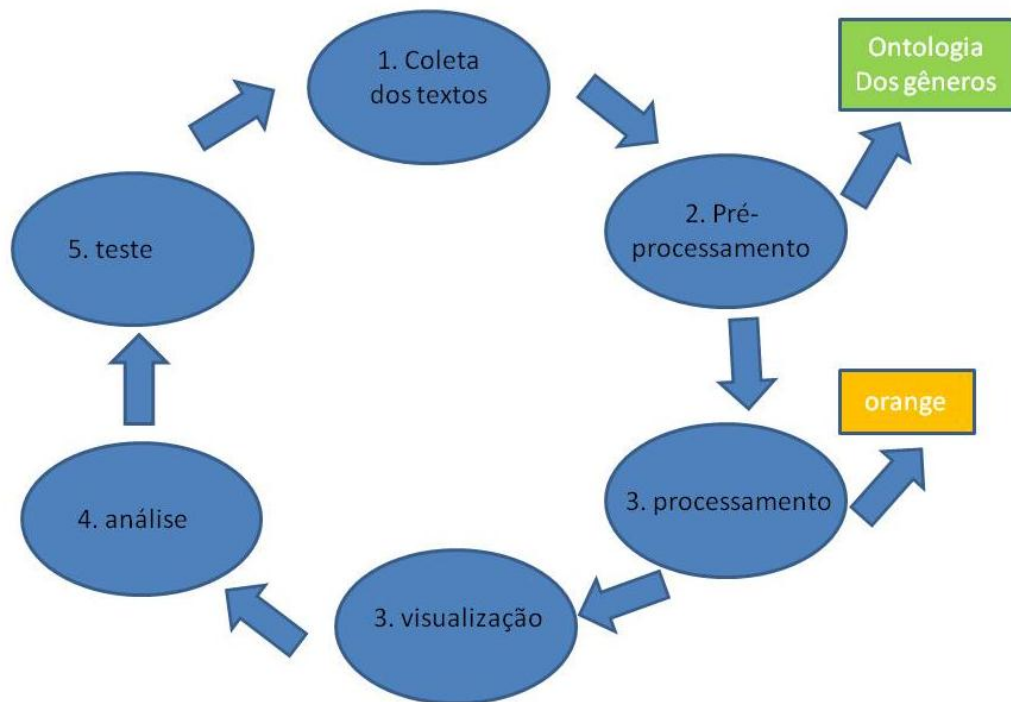 1. Coleta
dos textos
Ontologia
Dos gêneros
2. Pré-
processamento
orange
3. processamento
3. visualização
4. análise
5. teste